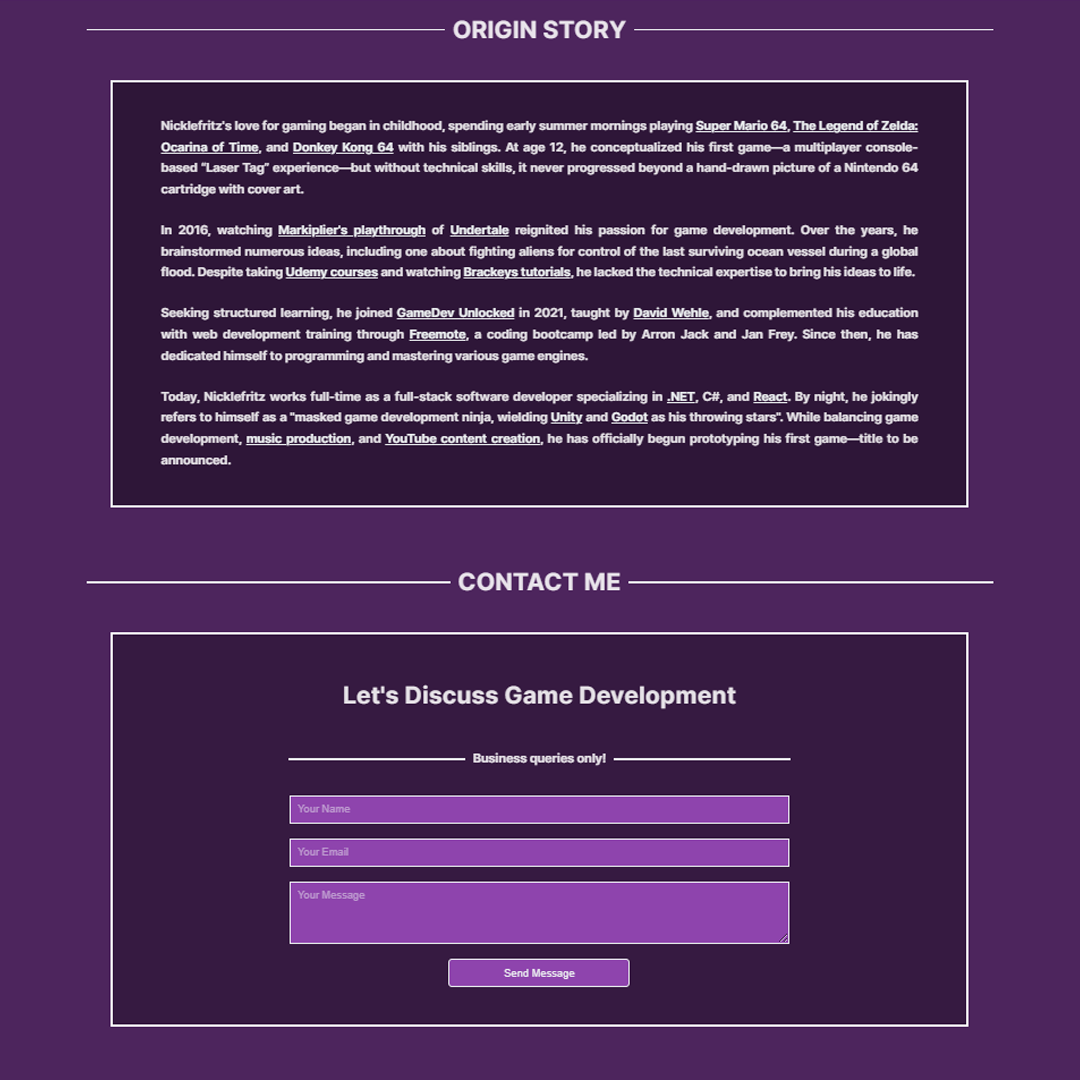 ORIGIN STORY
Nicklefritz's love for gaming began in childhood, spending early summer mornings playing Super Mario 64, The Legend of Zelda:
Ocarina of Time, and Donkey Kong 64 with his siblings. At age 12, he conceptualized his first game—a multiplayer console-
based "Laser Tag" experience—but without technical skills, it never progressed beyond a hand-drawn picture of a Nintendo 64
cartridge with cover art.
In 2016, watching Markiplier's playthrough of Undertale reignited his passion for game development. Over the years, he
brainstormed numerous ideas, including one about fighting aliens for control of the last surviving ocean vessel during a global
flood. Despite taking Udemy courses and watching Brackeys tutorials, he lacked the technical expertise to bring his ideas to life.
Seeking structured learning, he joined GameDev Unlocked in 2021, taught by David Wehle, and complemented his education
with web development training through Freemote, a coding bootcamp led by Arron Jack and Jan Frey. Since then, he has
dedicated himself to programming and mastering various game engines.
Today, Nicklefritz works full-time as a full-stack software developer specializing in .NET, C#, and React. By night, he jokingly
refers to himself as a "masked game development ninja, wielding Unity and Godot as his throwing stars". While balancing game
development, music production, and YouTube content creation, he has officially begun prototyping his first game—title to be
announced.
CONTACT ME
Let's Discuss Game Development
Business queries only!
Your Name
Your Email
Your Message
Send Message